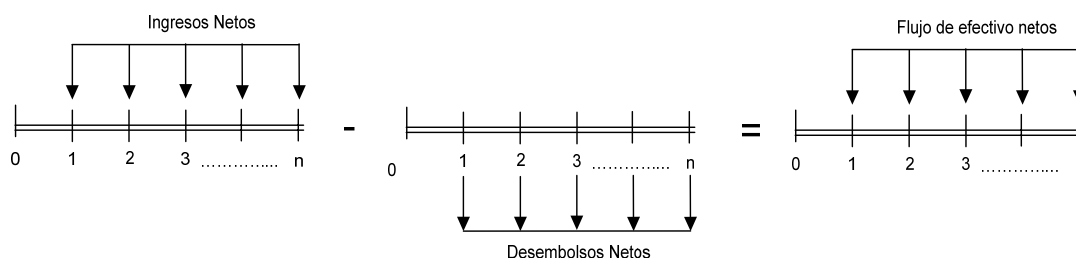 Ingresos Netos
0 1 2 3 .............. n
-
0 1 2 3 .............. n
Desembolsos Netos
=
Flujo de efectivo netos
0 1 2 3 ..............